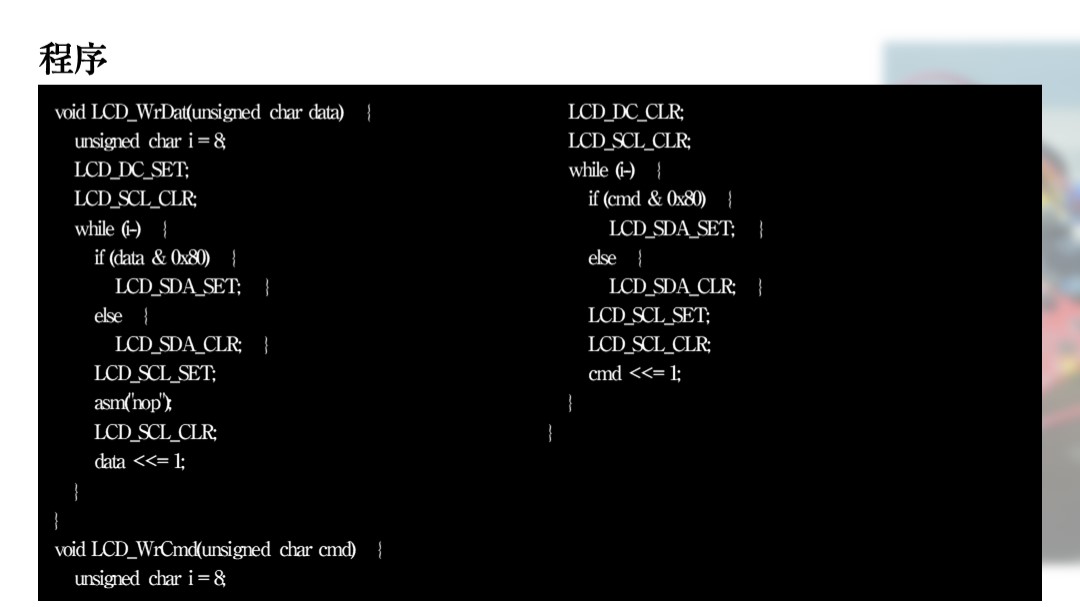 程序
void LCD_WrDat(unsigned char data) {
unsigned char i = 8;
LCD_DC_SET;
LCD_SCL_CLR;
while (i--) {
if (data & 0x80) {
LCD_SDA_SET; }
else {
LCD_SDA_CLR; }
LCD_SCL_SET;
asm("nop");
LCD_SCL_CLR;
data <<= 1;
}
}
void LCD_WrCmd(unsigned char cmd) {
unsigned char i = 8;
LCD_DC_CLR;
LCD_SCL_CLR;
while (i--) {
if (cmd & 0x80) {
LCD_SDA_SET; }
else {
LCD_SDA_CLR; }
LCD_SCL_SET;
LCD_SCL_CLR;
cmd <<= 1;
}
}